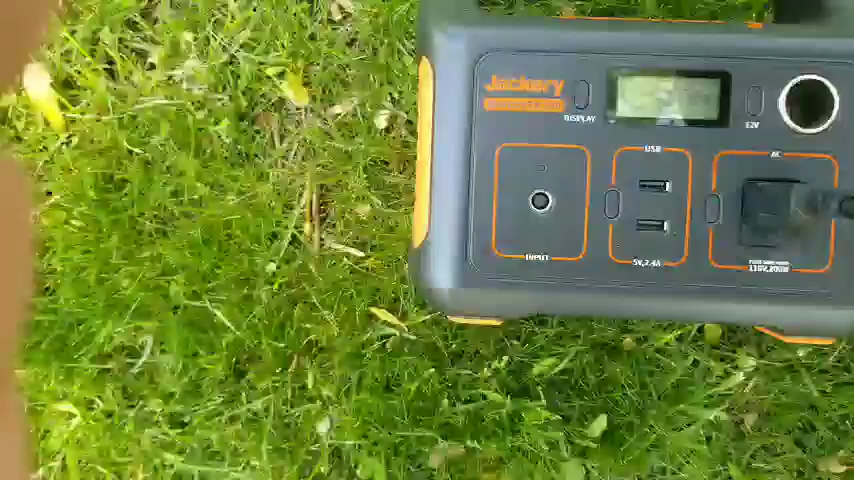 Jackery
DISPLAY
12V
USB
AC
INPUT
5V,2.4A
110V,200W